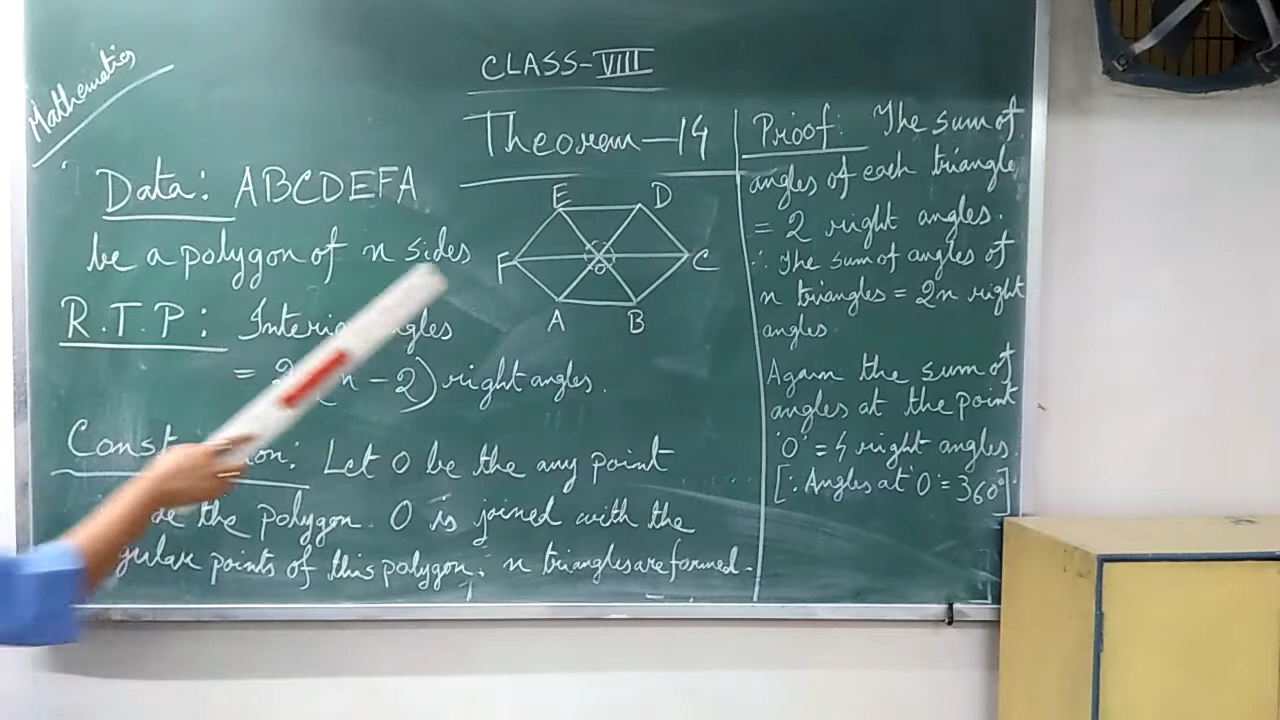 Mathematics
CLASS-VIII
Theorem-14
Data: ABCDEFA
be a polygon of n sides
R.T.P: Interior angles
= 2(n-2) right angles.
Construction: Let O be the any point
the polygon. O is joined with the
points of this polygon. ∴ n triangles are formed.
E D
F O C
A B
Proof: The sum of
angles of each triangle
= 2 right angles.
∴ The sum of angles of
n triangles = 2n right
angles.
Again the sum of
angles at the point
'O' = 4 right angles.
[∵ Angles at 'O' = 360°]